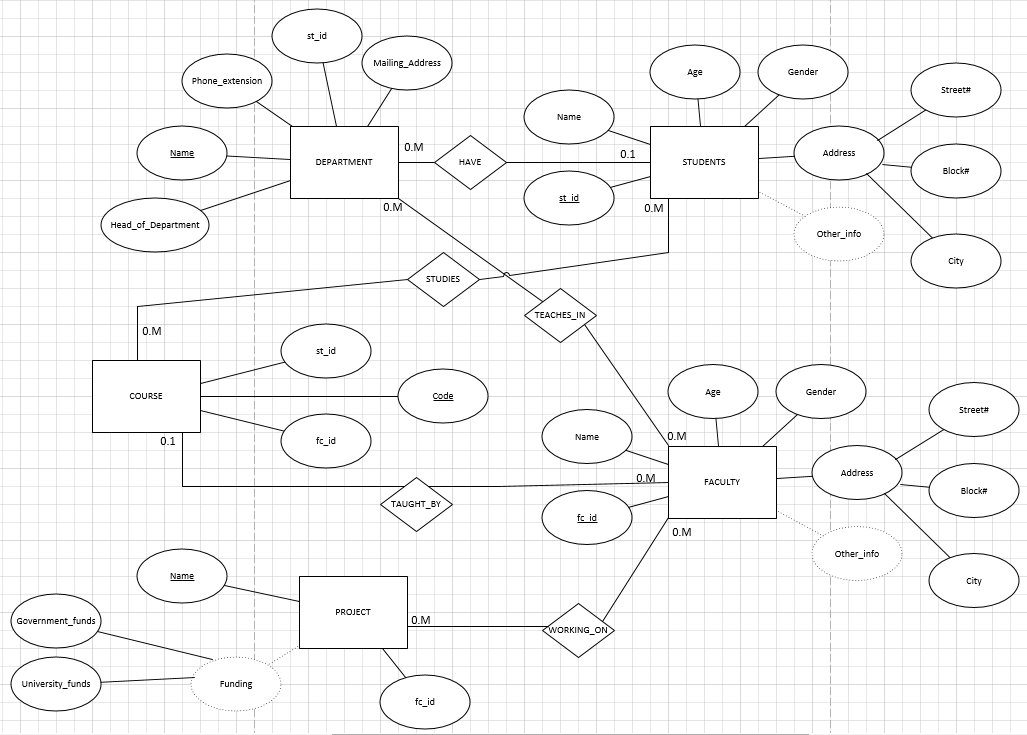 st_id
Mailing_Address
Phone_extension
Name
Head_of_Department
DEPARTMENT
0.M
HAVE
0.1
0.M
Age
Gender
Name
st_id
STUDENTS
0.M
Address
Street#
Block#
City
Other_info
STUDIES
TEACHES_IN
0.M
COURSE
0.1
st_id
Code
fc_id
TAUGHT_BY
0.M
0.M
Age
Gender
Name
fc_id
FACULTY
0.M
Address
Street#
Block#
City
Other_info
Name
PROJECT
0.M
WORKING_ON
Government_funds
University_funds
Funding
fc_id